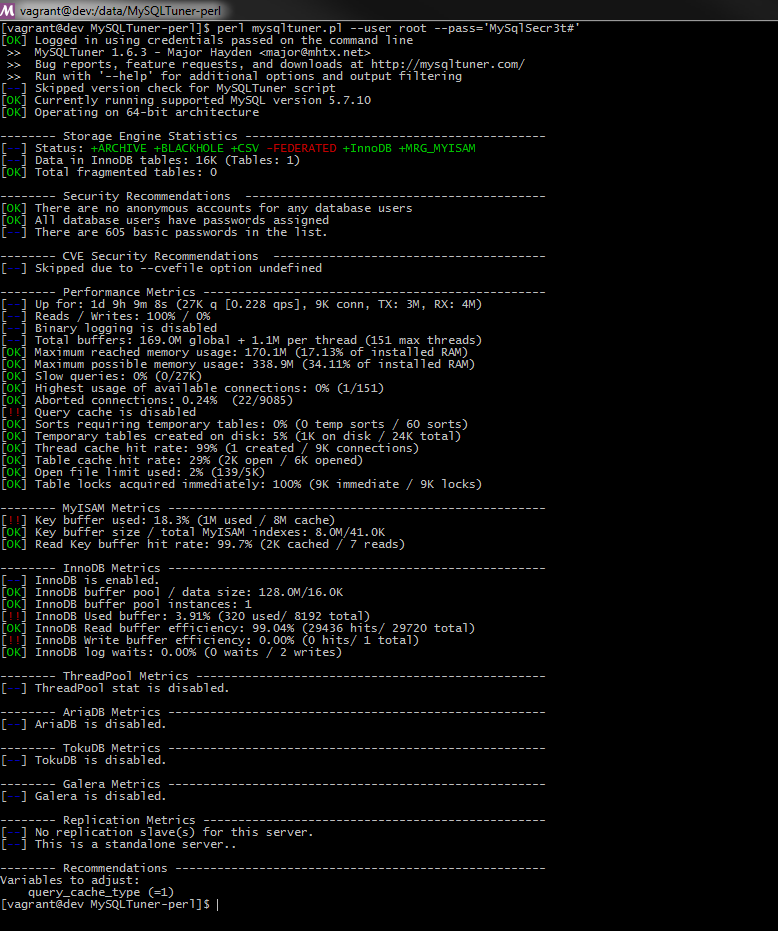 vagrant@dev:/data/MySQLTuner-perl
[vagrant@dev MySQLTuner-perl]$ perl mysqltuner.pl --user root --pass='MySqlSecr3t#'
[OK] Logged in using credentials passed on the command line
 >>  MySQLTuner 1.6.3 - Major Hayden <major@mhtx.net>
 >>  Bug reports, feature requests, and downloads at http://mysqltuner.com/
 >>  Run with '--help' for additional options and output filtering
[--] Skipped version check for MySQLTuner script
[OK] Currently running supported MySQL version 5.7.10
[OK] Operating on 64-bit architecture

-------- Storage Engine Statistics -------------------------------------------
[--] Status: +ARCHIVE +BLACKHOLE +CSV -FEDERATED +InnoDB +MRG_MYISAM
[--] Data in InnoDB tables: 16K (Tables: 1)
[OK] Total fragmented tables: 0

-------- Security Recommendations  -------------------------------------------
[OK] There are no anonymous accounts for any database users
[OK] All database users have passwords assigned
[--] There are 605 basic passwords in the list.

-------- CVE Security Recommendations  ---------------------------------------
[--] Skipped due to --cvefile option undefined

-------- Performance Metrics -------------------------------------------------
[--] Up for: 1d 9h 9m 8s (27K q [0.228 qps], 9K conn, TX: 3M, RX: 4M)
[--] Reads / Writes: 100% / 0%
[--] Binary logging is disabled
[--] Total buffers: 169.0M global + 1.1M per thread (151 max threads)
[OK] Maximum reached memory usage: 170.1M (17.13% of installed RAM)
[OK] Maximum possible memory usage: 338.9M (34.11% of installed RAM)
[OK] Slow queries: 0% (0/27K)
[OK] Highest usage of available connections: 0% (1/151)
[OK] Aborted connections: 0.24%  (22/9085)
[!!] Query cache is disabled
[OK] Sorts requiring temporary tables: 0% (0 temp sorts / 60 sorts)
[OK] Temporary tables created on disk: 5% (1K on disk / 24K total)
[OK] Thread cache hit rate: 99% (1 created / 9K connections)
[OK] Table cache hit rate: 29% (2K open / 6K opened)
[OK] Open file limit used: 2% (139/5K)
[OK] Table locks acquired immediately: 100% (9K immediate / 9K locks)

-------- MyISAM Metrics ------------------------------------------------------
[!!] Key buffer used: 18.3% (1M used / 8M cache)
[OK] Key buffer size / total MyISAM indexes: 8.0M/41.0K
[OK] Read Key buffer hit rate: 99.7% (2K cached / 7 reads)

-------- InnoDB Metrics ------------------------------------------------------
[--] InnoDB is enabled.
[OK] InnoDB buffer pool / data size: 128.0M/16.0K
[OK] InnoDB buffer pool instances: 1
[!!] InnoDB Used buffer: 3.91% (320 used/ 8192 total)
[OK] InnoDB Read buffer efficiency: 99.04% (29436 hits/ 29720 total)
[!!] InnoDB Write buffer efficiency: 0.00% (0 hits/ 1 total)
[OK] InnoDB log waits: 0.00% (0 waits / 2 writes)

-------- ThreadPool Metrics --------------------------------------------------
[--] ThreadPool stat is disabled.

-------- AriaDB Metrics ------------------------------------------------------
[--] AriaDB is disabled.

-------- TokuDB Metrics ------------------------------------------------------
[--] TokuDB is disabled.

-------- Galera Metrics ------------------------------------------------------
[--] Galera is disabled.

-------- Replication Metrics -------------------------------------------------
[--] No replication slave(s) for this server.
[--] This is a standalone server..

-------- Recommendations -----------------------------------------------------
Variables to adjust:
    query_cache_type (=1)
[vagrant@dev MySQLTuner-perl]$